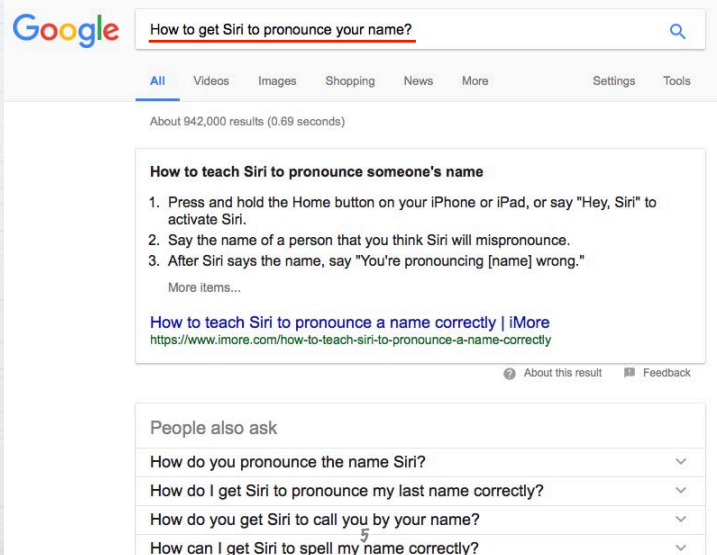 Google
How to get Siri to pronounce your name?
All Videos Images Shopping News More Settings Tools
About 942,000 results (0.69 seconds)
How to teach Siri to pronounce someone's name
1. Press and hold the Home button on your iPhone or iPad, or say "Hey, Siri" to
activate Siri.
2. Say the name of a person that you think Siri will mispronounce.
3. After Siri says the name, say "You're pronouncing [name] wrong."
More items...
How to teach Siri to pronounce a name correctly | iMore
https://www.imore.com/how-to-teach-siri-to-pronounce-a-name-correctly
About this result Feedback
People also ask
How do you pronounce the name Siri?
How do I get Siri to pronounce my last name correctly?
How do you get Siri to call you by your name?
5
How can I get Siri to spell my name correctly?